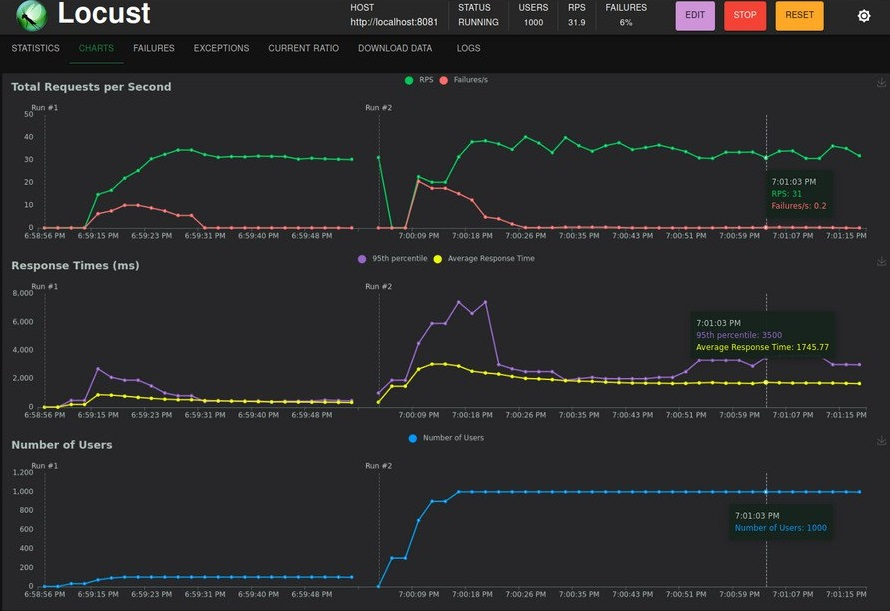 Locust
HOST
http://localhost:8081
STATUS
RUNNING
USERS
1000
RPS
31.9
FAILURES
6%
EDIT
STOP
RESET
STATISTICS
CHARTS
FAILURES
EXCEPTIONS
CURRENT RATIO
DOWNLOAD DATA
LOGS
Total Requests per Second
RPS
Failures/s
Run #1
Run #2
50
40
30
20
10
0
7:01:03 PM
RPS: 31
Failures/s: 0.2
6:58:56 PM
6:59:15 PM
6:59:23 PM
6:59:31 PM
6:59:40 PM
6:59:48 PM
7:00:09 PM
7:00:18 PM
7:00:26 PM
7:00:35 PM
7:00:43 PM
7:00:51 PM
7:00:59 PM
7:01:07 PM
7:01:15 PM
Response Times (ms)
95th percentile
Average Response Time
Run #1
Run #2
8,000
6,000
4,000
2,000
0
7:01:03 PM
95th percentile: 3500
Average Response Time: 1745.77
6:58:56 PM
6:59:15 PM
6:59:23 PM
6:59:31 PM
6:59:40 PM
6:59:48 PM
7:00:09 PM
7:00:18 PM
7:00:26 PM
7:00:35 PM
7:00:43 PM
7:00:51 PM
7:00:59 PM
7:01:07 PM
7:01:15 PM
Number of Users
Number of Users
Run #1
Run #2
1,200
1,000
800
600
400
200
0
7:01:03 PM
Number of Users: 1000
6:58:56 PM
6:59:15 PM
6:59:23 PM
6:59:31 PM
6:59:40 PM
6:59:48 PM
7:00:09 PM
7:00:18 PM
7:00:26 PM
7:00:35 PM
7:00:43 PM
7:00:51 PM
7:00:59 PM
7:01:07 PM
7:01:15 PM